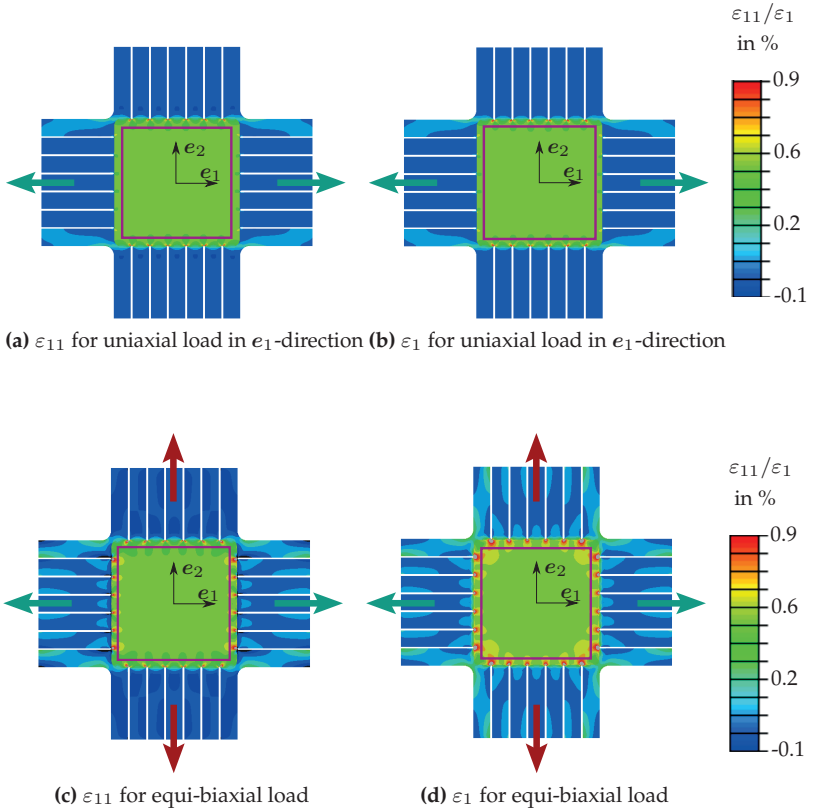 ε₁₁/ε₁
in %
0.9
0.6
0.2
-0.1
e₂
e₁
e₂
e₁
(a) ε₁₁ for uniaxial load in e₁-direction (b) ε₁ for uniaxial load in e₁-direction
ε₁₁/ε₁
in %
0.9
0.6
0.2
-0.1
e₂
e₁
e₂
e₁
(c) ε₁₁ for equi-biaxial load
(d) ε₁ for equi-biaxial load